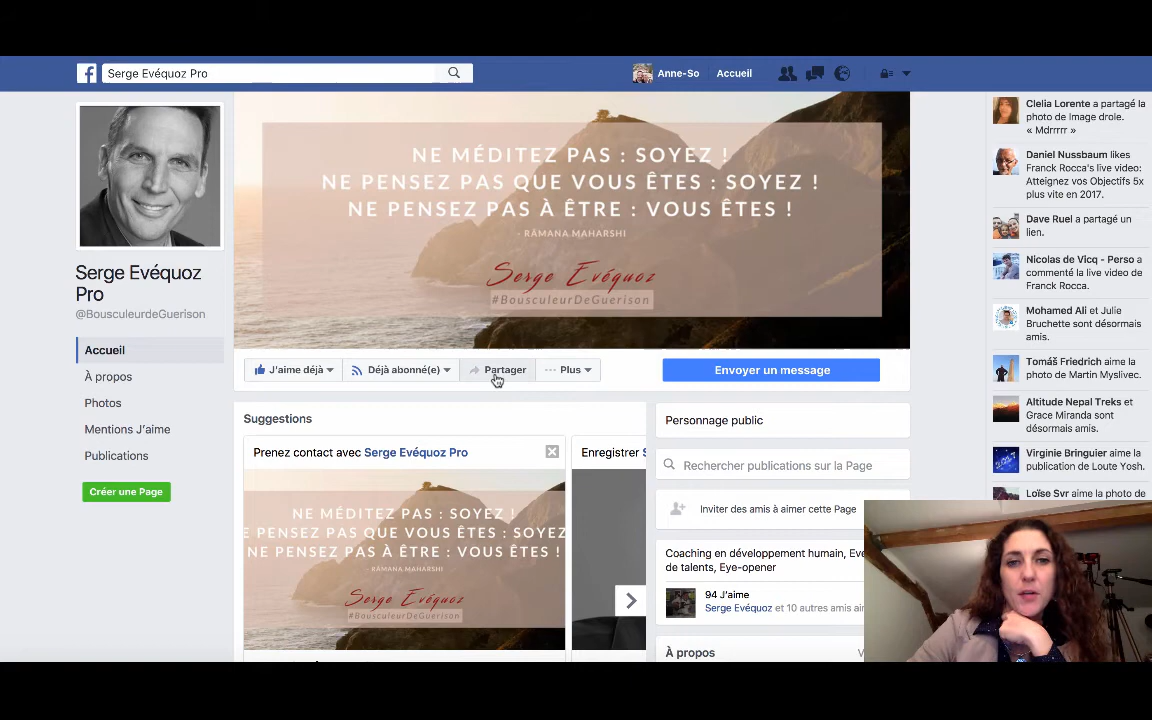 Serge Evéquoz Pro
Anne-So
Accueil
NE MÉDITEZ PAS : SOYEZ !
NE PENSEZ PAS QUE VOUS ÊTES : SOYEZ !
NE PENSEZ PAS À ÊTRE : VOUS ÊTES !
- RÂMANA MAHARSHI
Serge Evéquoz
#BousculeurDeGuerison
Serge Evéquoz
Pro
@BousculeurdeGuerison
Accueil
À propos
Photos
Mentions J'aime
Publications
Créer une Page
J'aime déjà
Déjà abonné(e)
Partager
Plus
Envoyer un message
Suggestions
Prenez contact avec Serge Evéquoz Pro
NE MÉDITEZ PAS : SOYEZ !
E PENSEZ PAS QUE VOUS ÊTES : SOYEZ
NE PENSEZ PAS À ÊTRE : VOUS ÊTES !
- RÂMANA MAHARSHI
Serge Evéquoz
#BousculeurDeGuerison
Enregistrer
Personnage public
Rechercher publications sur la Page
Inviter des amis à aimer cette Page
Coaching en développement humain, Eve
de talents, Eye-opener
94 J'aime
Serge Evéquoz et 10 autres amis
À propos
Clelia Lorente a partagé la
photo de Image drole.
« Mdrrrrr »
Daniel Nussbaum likes
Franck Rocca's live video:
Atteignez vos Objectifs 5x
plus vite en 2017.
Dave Ruel a partagé un
lien.
Nicolas de Vicq - Perso a
commenté la live video de
Franck Rocca.
Mohamed Ali et Julie
Bruchette sont désormais
amis.
Tomáš Friedrich aime la
photo de Martin Myslivec.
Altitude Nepal Treks et
Grace Miranda sont
désormais amis.
Virginie Bringuier aime la
publication de Loute Yosh.
Loïse Svr aime la photo de